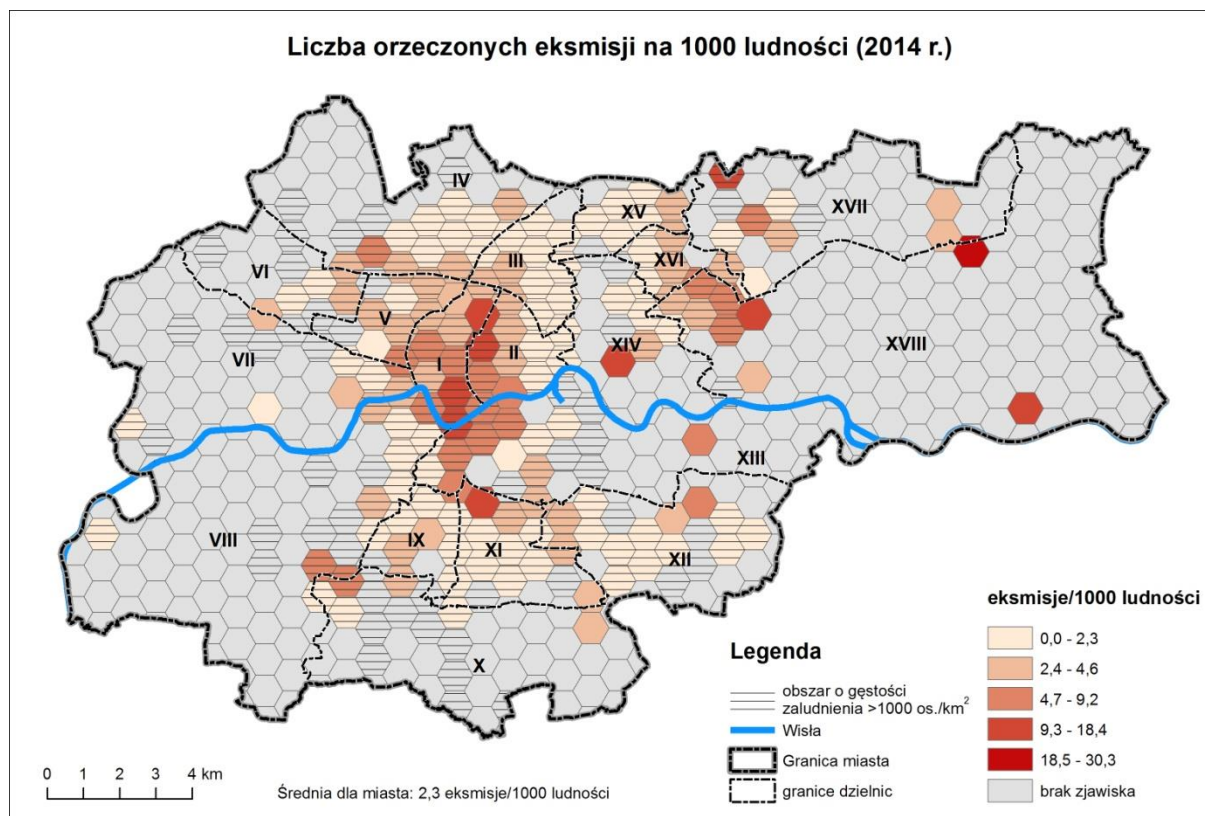 Liczba orzeczonych eksmisji na 1000 ludności (2014 r.)
IV
XV
XVII
VI
III
XVI
V
VII
I
II
XIV
XVIII
XIII
VIII
IX
XI
XII
X
eksmisje/1000 ludności
0,0 - 2,3
2,4 - 4,6
4,7 - 9,2
9,3 - 18,4
18,5 - 30,3
brak zjawiska
Legenda
obszar o gęstości
zaludnienia >1000 os./km²
Wisła
Granica miasta
granice dzielnic
0 1 2 3 4 km
Średnia dla miasta: 2,3 eksmisje/1000 ludności